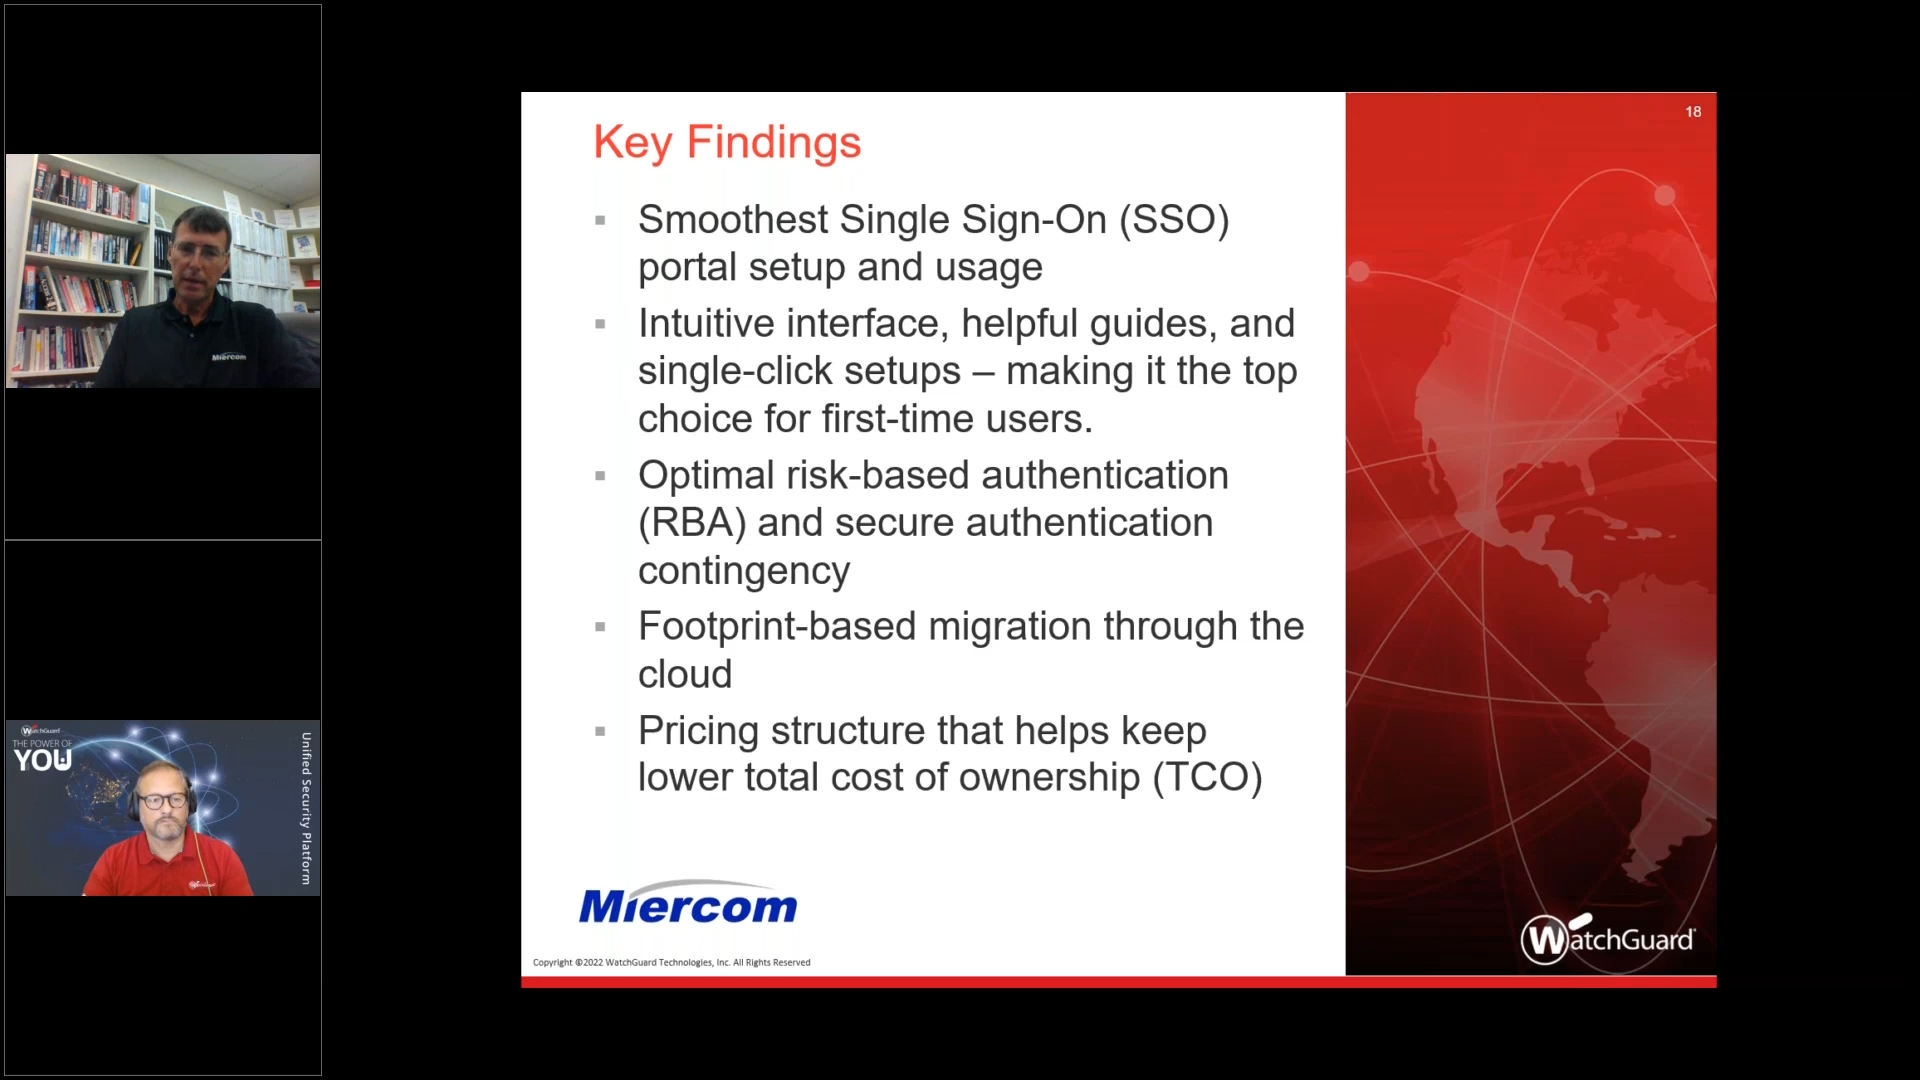 18
Key Findings
Smoothest Single Sign-On (SSO)
portal setup and usage
Intuitive interface, helpful guides, and
single-click setups – making it the top
choice for first-time users.
Optimal risk-based authentication
(RBA) and secure authentication
contingency
Footprint-based migration through the
cloud
Pricing structure that helps keep
lower total cost of ownership (TCO)
Miercom
Copyright ©2022 WatchGuard Technologies, Inc. All Rights Reserved
WatchGuard
Miercom
WatchGuard
THE POWER OF
YOU
Unified Security Platform